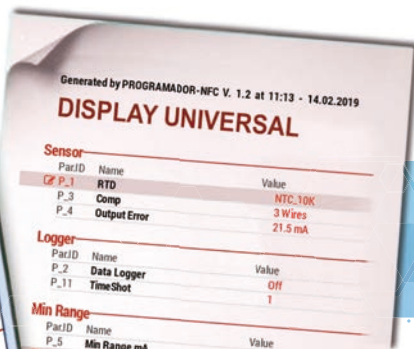 Generated by PROGRAMADOR-NFC V. 1.2 at 11:13 - 14.02.2019
DISPLAY UNIVERSAL
Sensor
Par.ID Name Value
P_1 RTD NTC_10K
P_3 Comp 3 Wires
P_4 Output Error 21.5 mA
Logger
Par.ID Name Value
P_2 Data Logger Off
P_11 TimeShot 1
Min Range
Par.ID Name Value
P_5 Min Range mA